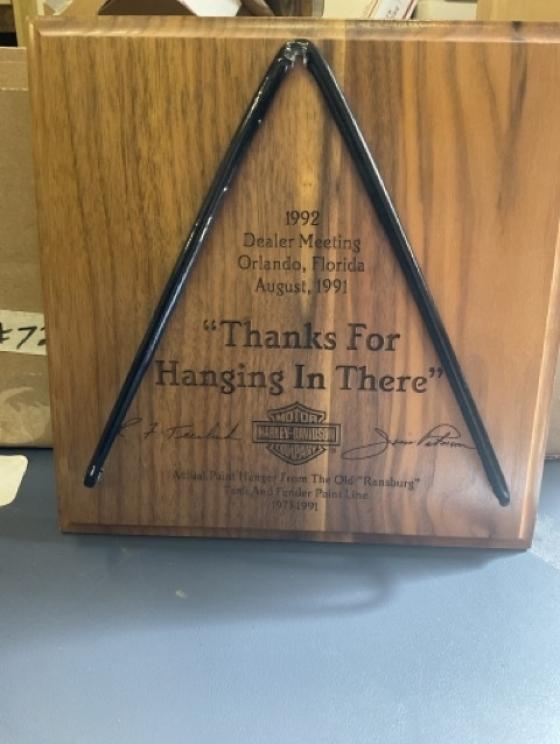 1992
Dealer Meeting
Orlando, Florida
August, 1991
“Thanks For
Hanging In There”
MOTOR
HARLEY-DAVIDSON
COMPANY
Actual Paint Hanger From The Old "Ransburg"
Tank And Fender Paint Line
1973-1991